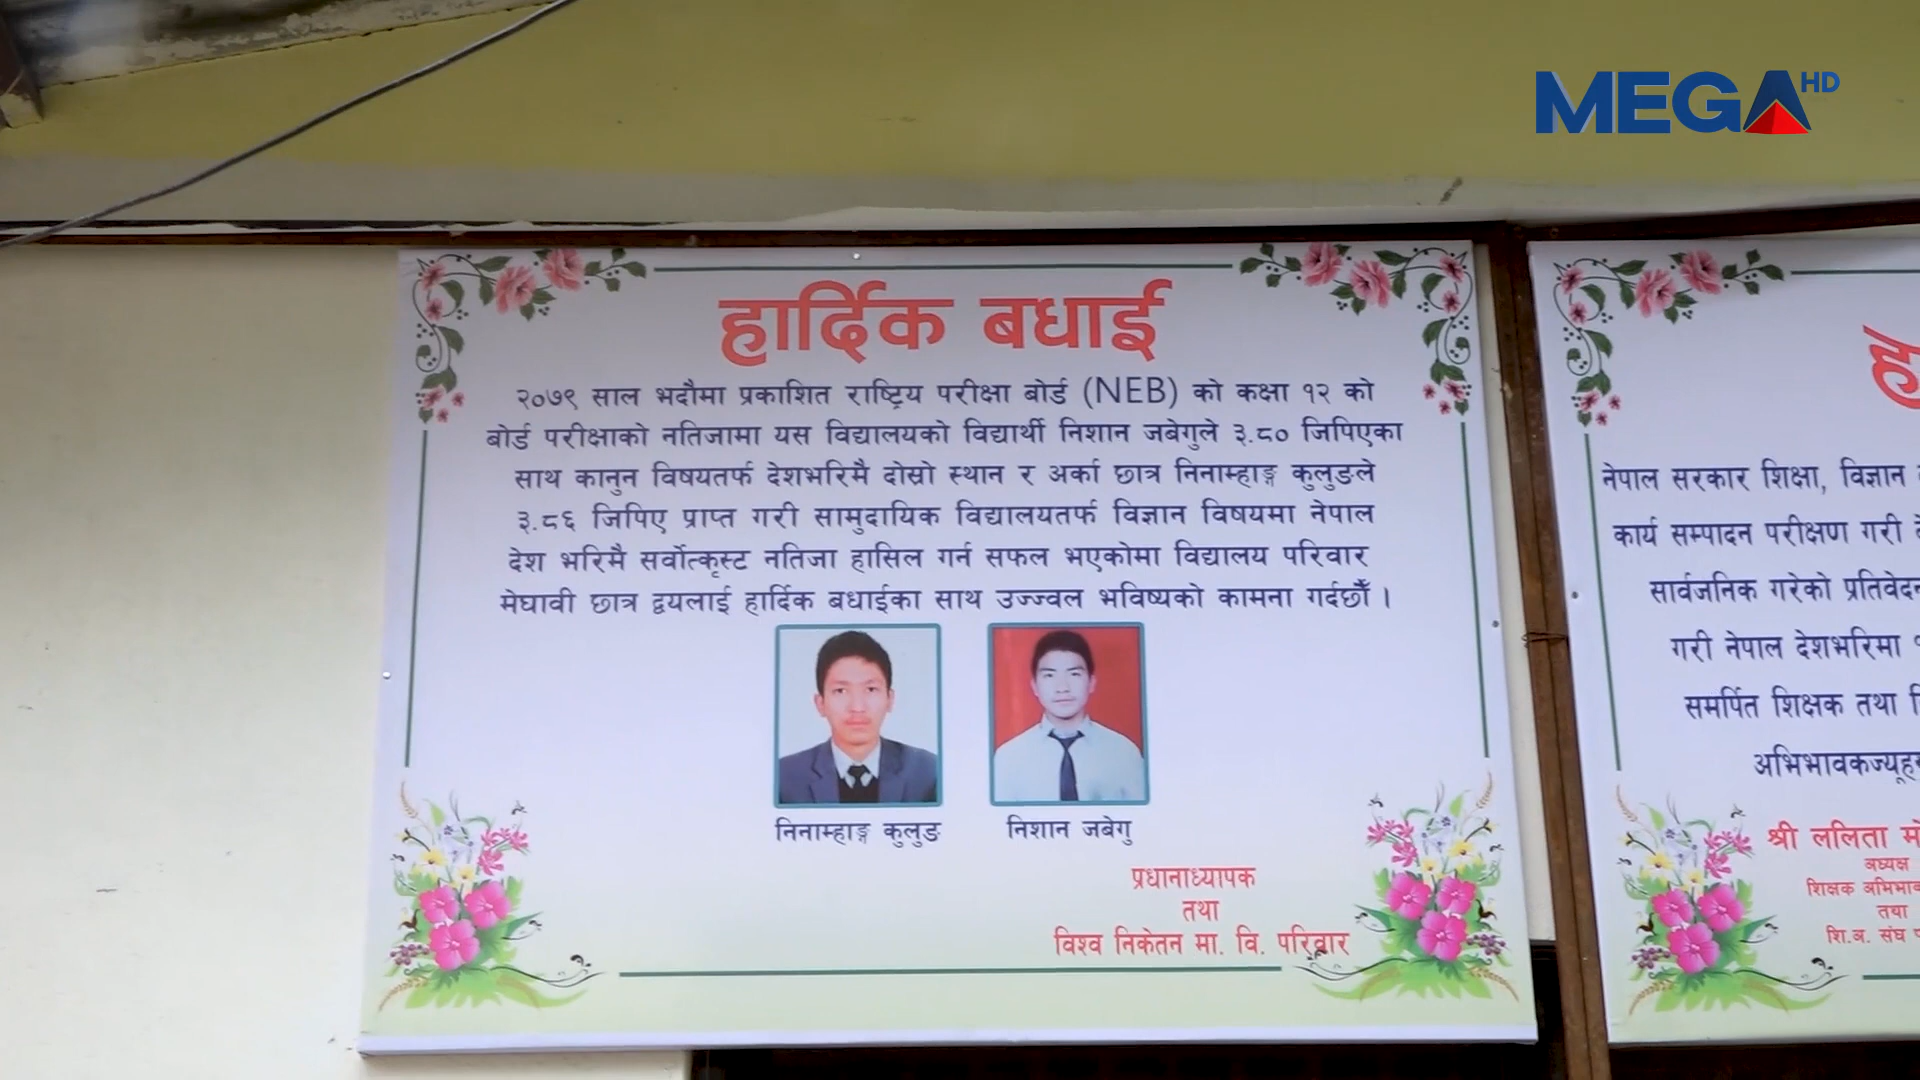 MEGA HD
हार्दिक बधाई
२०७९ साल भदौमा प्रकाशित राष्ट्रिय परीक्षा बोर्ड (NEB) को कक्षा १२ को
बोर्ड परीक्षाको नतिजामा यस विद्यालयको विद्यार्थी निशान जबेगुले ३.८० जिपिएका
साथ कानुन विषयतर्फ देशभरिमै दोस्रो स्थान र अर्का छात्र निनाम्हाङ्ग कुलुङले
३.८६ जिपिए प्राप्त गरी सामुदायिक विद्यालयतर्फ विज्ञान विषयमा नेपाल
देश भरिमै सर्वोत्कृस्ट नतिजा हासिल गर्न सफल भएकोमा विद्यालय परिवार
मेघावी छात्र द्वयलाई हार्दिक बधाईका साथ उज्ज्वल भविष्यको कामना गर्दछौँ ।
निनाम्हाङ्ग कुलुङ
निशान जबेगु
प्रधानाध्यापक
तथा
विश्व निकेतन मा. वि. परिवार
नेपाल सरकार शिक्षा, विज्ञान
कार्य सम्पादन परीक्षण गरी
सार्वजनिक गरेको प्रतिवेदन
गरी नेपाल देशभरिमा
समर्पित शिक्षक तथा
अभिभावकज्यूह
श्री ललिता
अध्यक्ष
शिक्षक अभिभाव
तथा
शि.अ. संघ